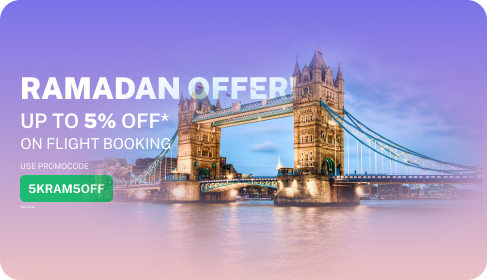 RAMADAN OFFER!
UP TO 5% OFF*
ON FLIGHT BOOKING
USE PROMOCODE
5KRAM5OFF